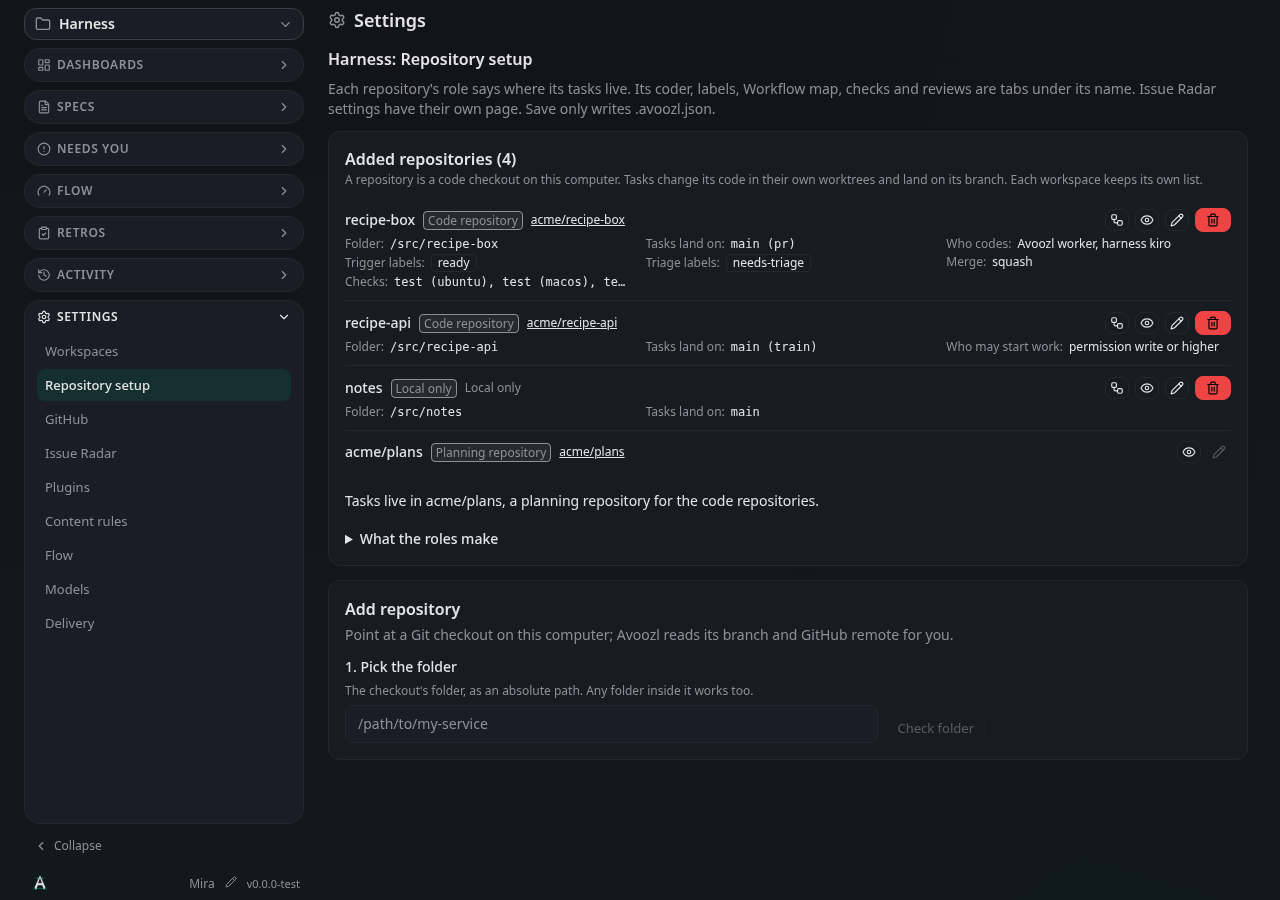 Harness
DASHBOARDS
SPECS
NEEDS YOU
FLOW
RETROS
ACTIVITY
SETTINGS
Workspaces
Repository setup
GitHub
Issue Radar
Plugins
Content rules
Flow
Models
Delivery
Collapse
Mira v0.0.0-test
Settings
Harness: Repository setup
Each repository's role says where its tasks live. Its coder, labels, Workflow map, checks and reviews are tabs under its name. Issue Radar
settings have their own page. Save only writes .avoozl.json.
Added repositories (4)
A repository is a code checkout on this computer. Tasks change its code in their own worktrees and land on its branch. Each workspace keeps its own list.
recipe-box Code repository acme/recipe-box
Folder: /src/recipe-box Tasks land on: main (pr) Who codes: Avoozl worker, harness kiro
Trigger labels: ready Triage labels: needs-triage Merge: squash
Checks: test (ubuntu), test (macos), te…
recipe-api Code repository acme/recipe-api
Folder: /src/recipe-api Tasks land on: main (train) Who may start work: permission write or higher
notes Local only Local only
Folder: /src/notes Tasks land on: main
acme/plans Planning repository acme/plans
Tasks live in acme/plans, a planning repository for the code repositories.
What the roles make
Add repository
Point at a Git checkout on this computer; Avoozl reads its branch and GitHub remote for you.
1. Pick the folder
The checkout's folder, as an absolute path. Any folder inside it works too.
/path/to/my-service Check folder